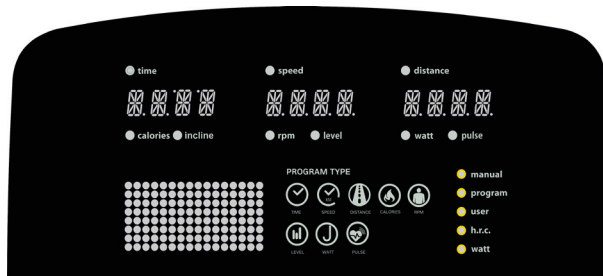 time speed distance
calories incline rpm level watt pulse
PROGRAM TYPE
TIME SPEED DISTANCE CALORIES RPM
LEVEL WATT PULSE
manual
program
user
h.r.c.
watt